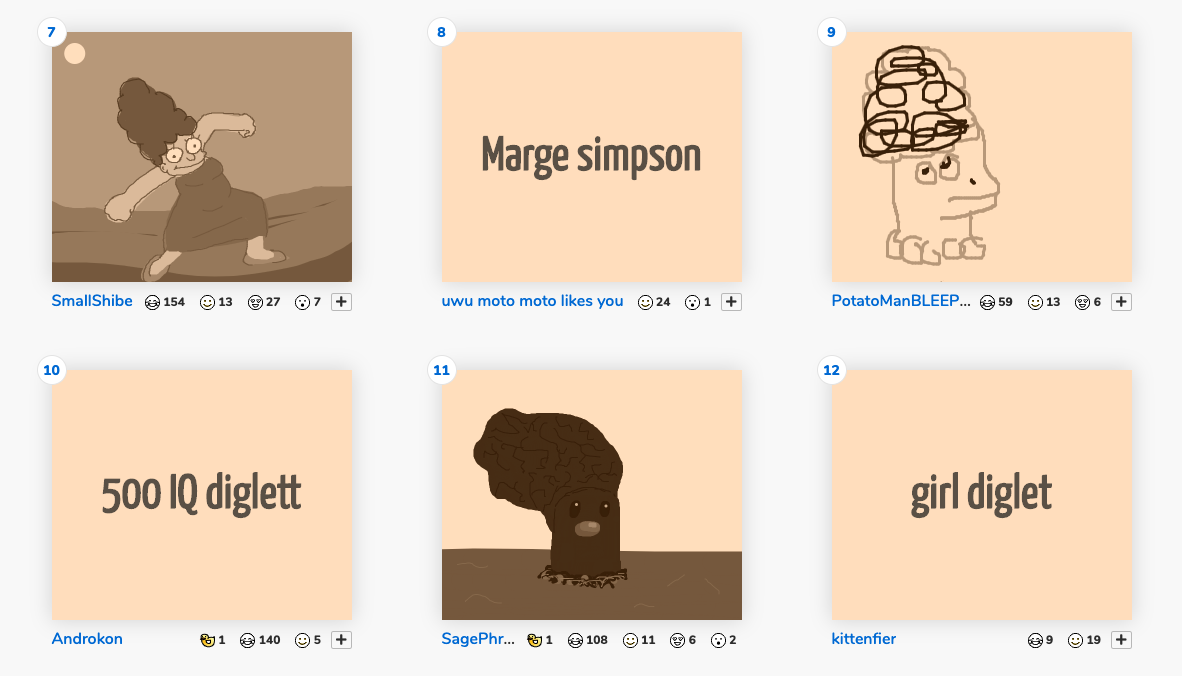 7
8
Marge simpson
9
SmallShibe 154 13 27 7 +
uwu moto moto likes you 24 1 +
PotatoManBLEEP... 59 13 6 +
10
500 IQ diglett
11
12
girl diglet
Androkon 1 140 5 +
SagePhr... 1 108 11 6 2
kittenfier 9 19 +